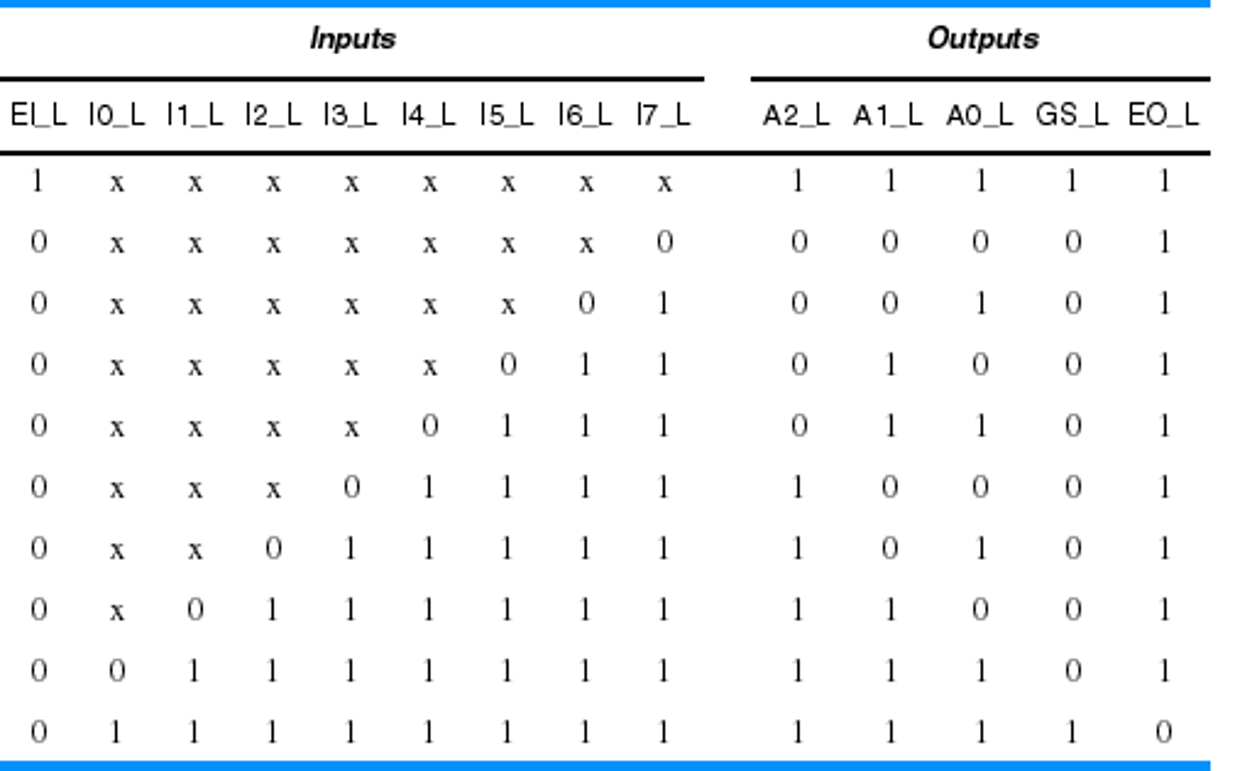 Inputs Outputs
EI_L I0_L I1_L I2_L I3_L I4_L I5_L I6_L I7_L A2_L A1_L A0_L GS_L EO_L
1 x x x x x x x x 1 1 1 1 1
0 x x x x x x x 0 0 0 0 0 1
0 x x x x x x 0 1 0 0 1 0 1
0 x x x x x 0 1 1 0 1 0 0 1
0 x x x x 0 1 1 1 0 1 1 0 1
0 x x x 0 1 1 1 1 1 0 0 0 1
0 x x 0 1 1 1 1 1 1 0 1 0 1
0 x 0 1 1 1 1 1 1 1 1 0 0 1
0 0 1 1 1 1 1 1 1 1 1 1 0 1
0 1 1 1 1 1 1 1 1 1 1 1 1 0